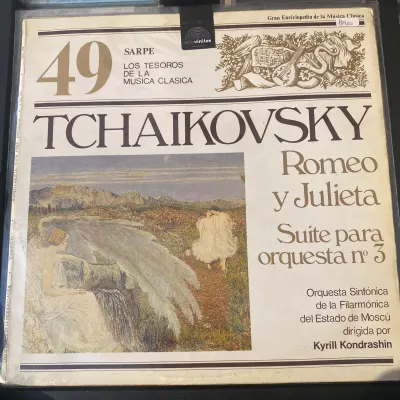 Gran Enciclopedia de la Música Clásica
49
SARPE
LOS TESOROS
DE LA
MUSICA CLASICA
TCHAIKOVSKY
Romeo
y Julieta
Suite para
orquesta nº 3
Orquesta Sinfónica
de la Filarmónica
del Estado de Moscú
dirigida por
Kyrill Kondrashin